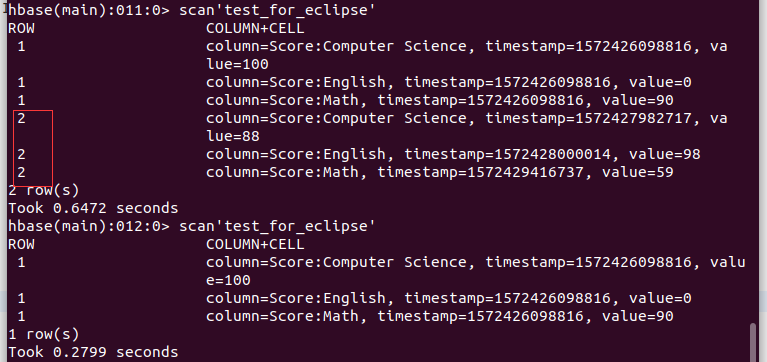 hbase(main):011:0> scan'test_for_eclipse'
ROW COLUMN+CELL
1 column=Score:Computer Science, timestamp=1572426098816, va
lue=100
1 column=Score:English, timestamp=1572426098816, value=0
1 column=Score:Math, timestamp=1572426098816, value=90
2 column=Score:Computer Science, timestamp=1572427982717, va
lue=88
2 column=Score:English, timestamp=1572428000014, value=98
2 column=Score:Math, timestamp=1572429416737, value=59
2 row(s)
Took 0.6472 seconds
hbase(main):012:0> scan'test_for_eclipse'
ROW COLUMN+CELL
1 column=Score:Computer Science, timestamp=1572426098816, valu
e=100
1 column=Score:English, timestamp=1572426098816, value=0
1 column=Score:Math, timestamp=1572426098816, value=90
1 row(s)
Took 0.2799 seconds